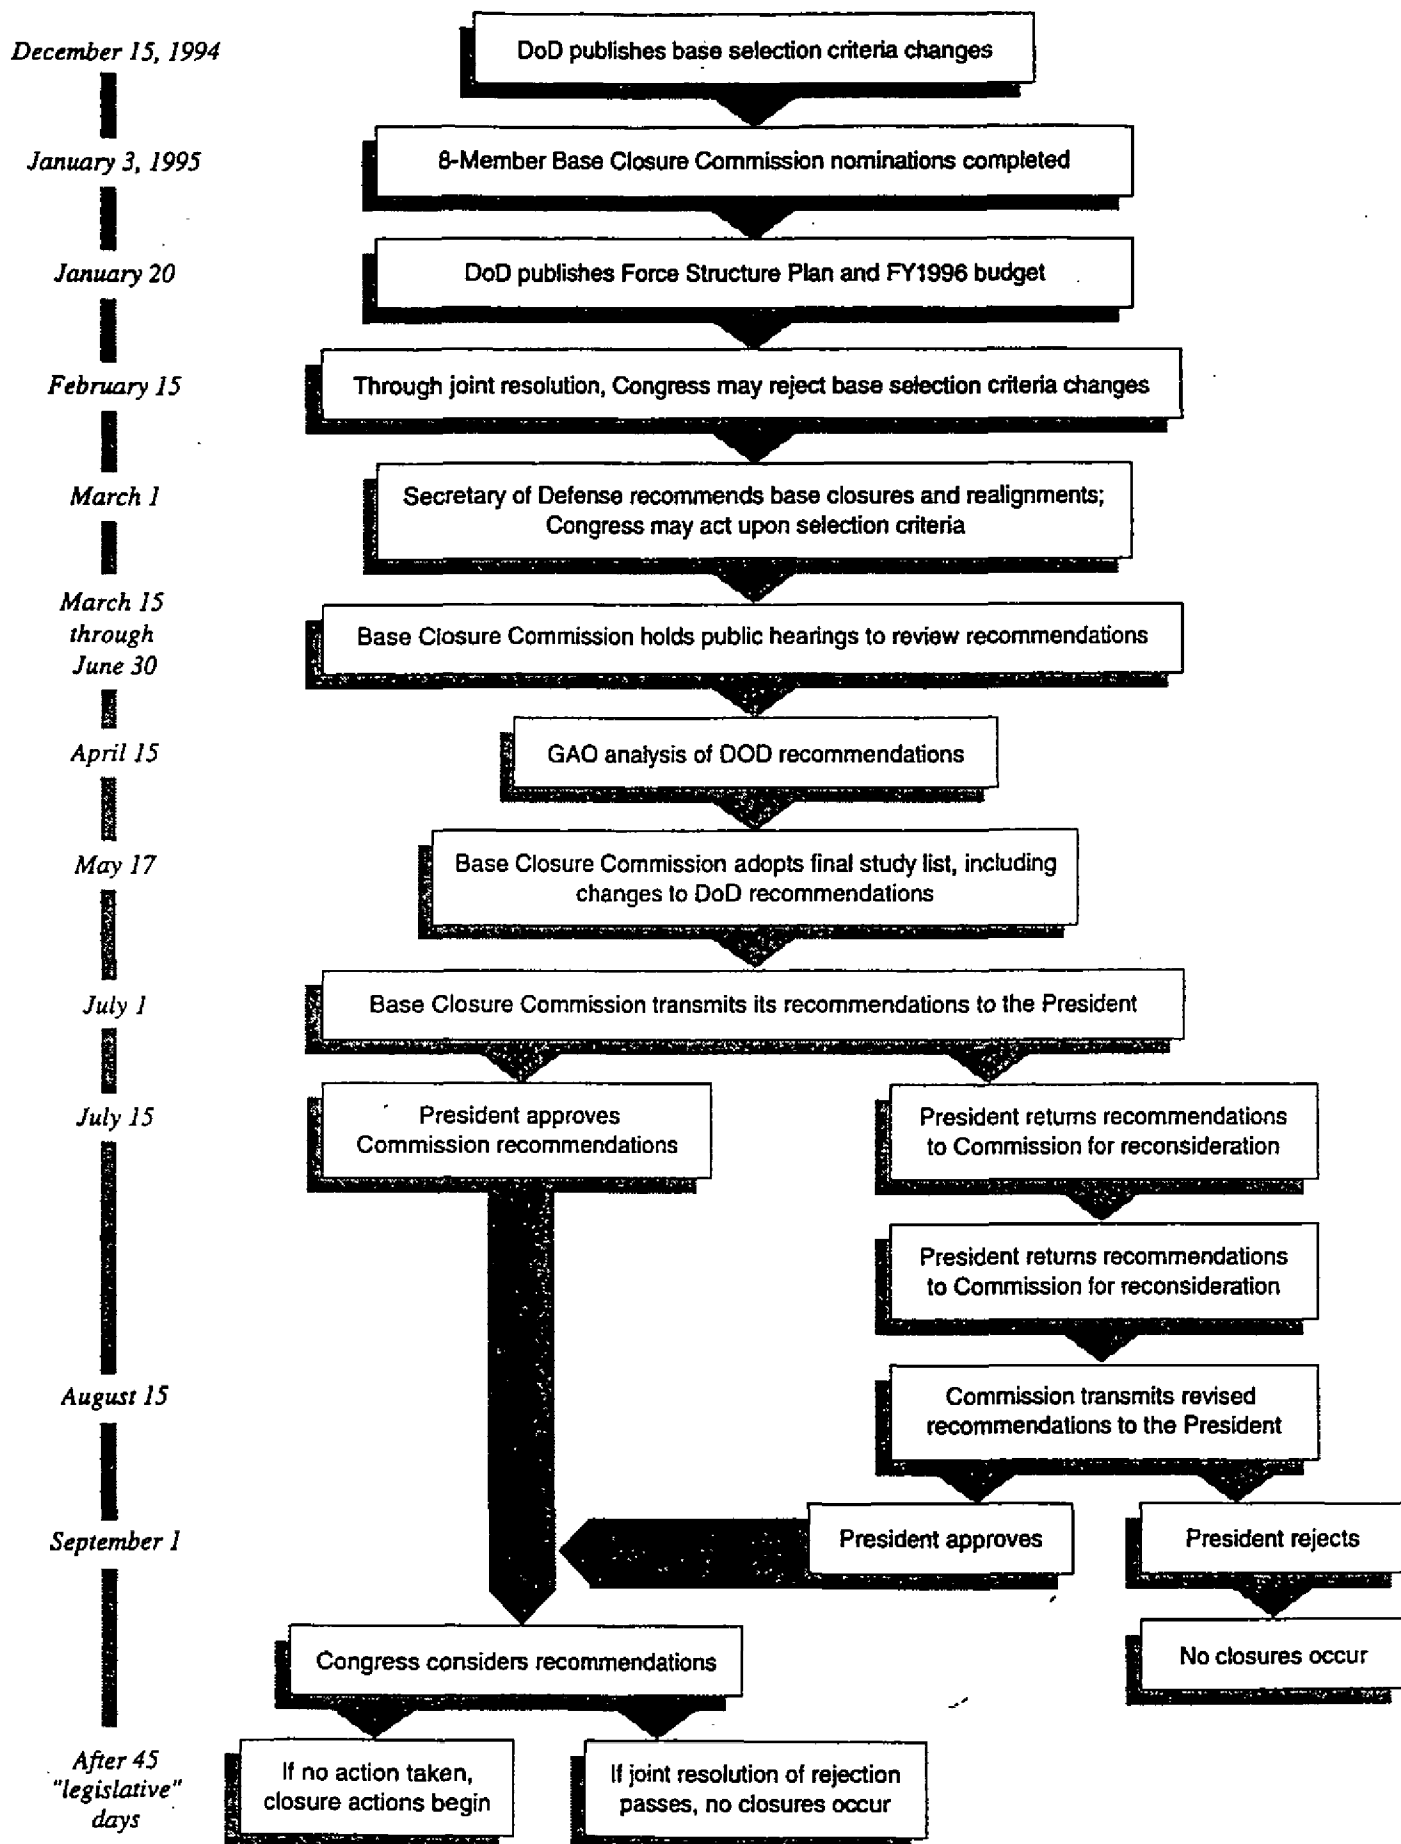 December 15, 1994
DoD publishes base selection criteria changes
January 3, 1995
8-Member Base Closure Commission nominations completed
January 20
DoD publishes Force Structure Plan and FY1996 budget
February 15
Through joint resolution, Congress may reject base selection criteria changes
March 1
Secretary of Defense recommends base closures and realignments;
Congress may act upon selection criteria
March 15
through
June 30
Base Closure Commission holds public hearings to review recommendations
April 15
GAO analysis of DOD recommendations
May 17
Base Closure Commission adopts final study list, including
changes to DoD recommendations
July 1
Base Closure Commission transmits its recommendations to the President
July 15
President approves
Commission recommendations
President returns recommendations
to Commission for reconsideration
President returns recommendations
to Commission for reconsideration
August 15
Commission transmits revised
recommendations to the President
September 1
President approves
President rejects
Congress considers recommendations
No closures occur
After 45
"legislative"
days
If no action taken,
closure actions begin
If joint resolution of rejection
passes, no closures occur